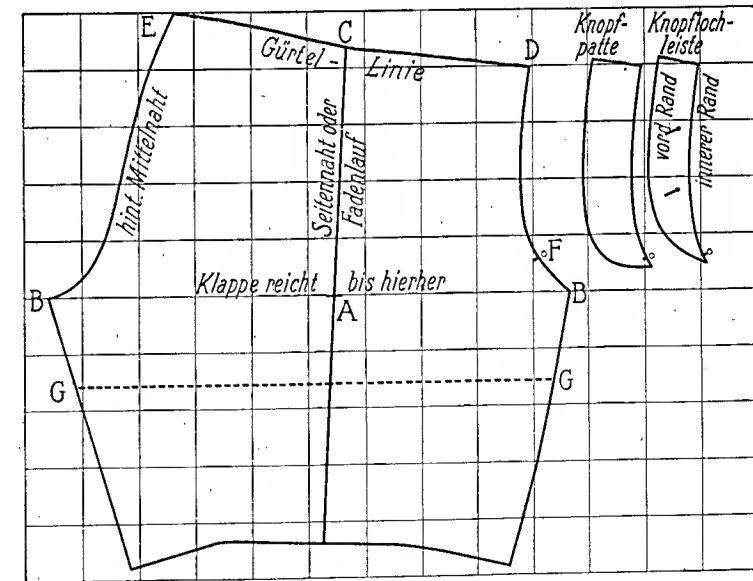 E
C
D
Gürtel - Linie
Knopf-
patte
Knopfloch-
leiste
hint. Mittelnaht
Seitennaht oder
Fadenlauf
vord Rand
innerer Rand
F
B
Klappe reicht bis hierher
B
A
G
G